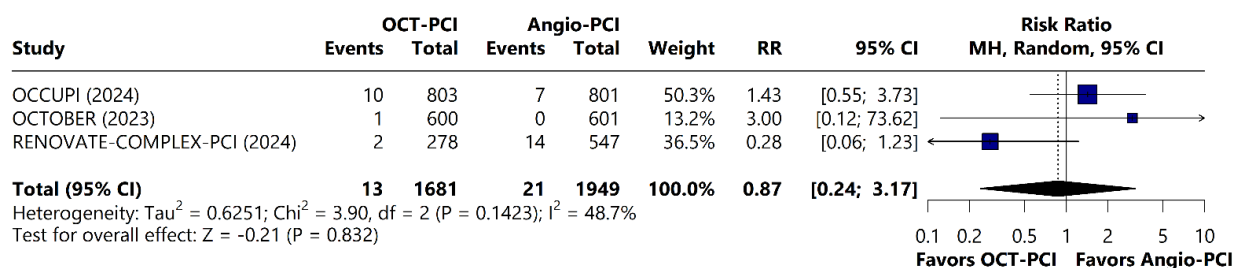 OCT-PCI Angio-PCI Risk Ratio
Study Events Total Events Total Weight RR 95% CI MH, Random, 95% CI
OCCUPI (2024) 10 803 7 801 50.3% 1.43 [0.55; 3.73]
OCTOBER (2023) 1 600 0 601 13.2% 3.00 [0.12; 73.62]
RENOVATE-COMPLEX-PCI (2024) 2 278 14 547 36.5% 0.28 [0.06; 1.23]
Total (95% CI) 13 1681 21 1949 100.0% 0.87 [0.24; 3.17]
Heterogeneity: Tau² = 0.6251; Chi² = 3.90, df = 2 (P = 0.1423); I² = 48.7%
Test for overall effect: Z = -0.21 (P = 0.832)
0.1 0.2 0.5 1 2 5 10
Favors OCT-PCI Favors Angio-PCI